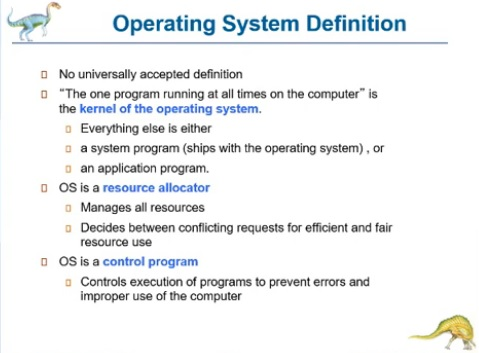 Operating System Definition
No universally accepted definition
“The one program running at all times on the computer” is
the kernel of the operating system.
Everything else is either
a system program (ships with the operating system) , or
an application program.
OS is a resource allocator
Manages all resources
Decides between conflicting requests for efficient and fair
resource use
OS is a control program
Controls execution of programs to prevent errors and
improper use of the computer